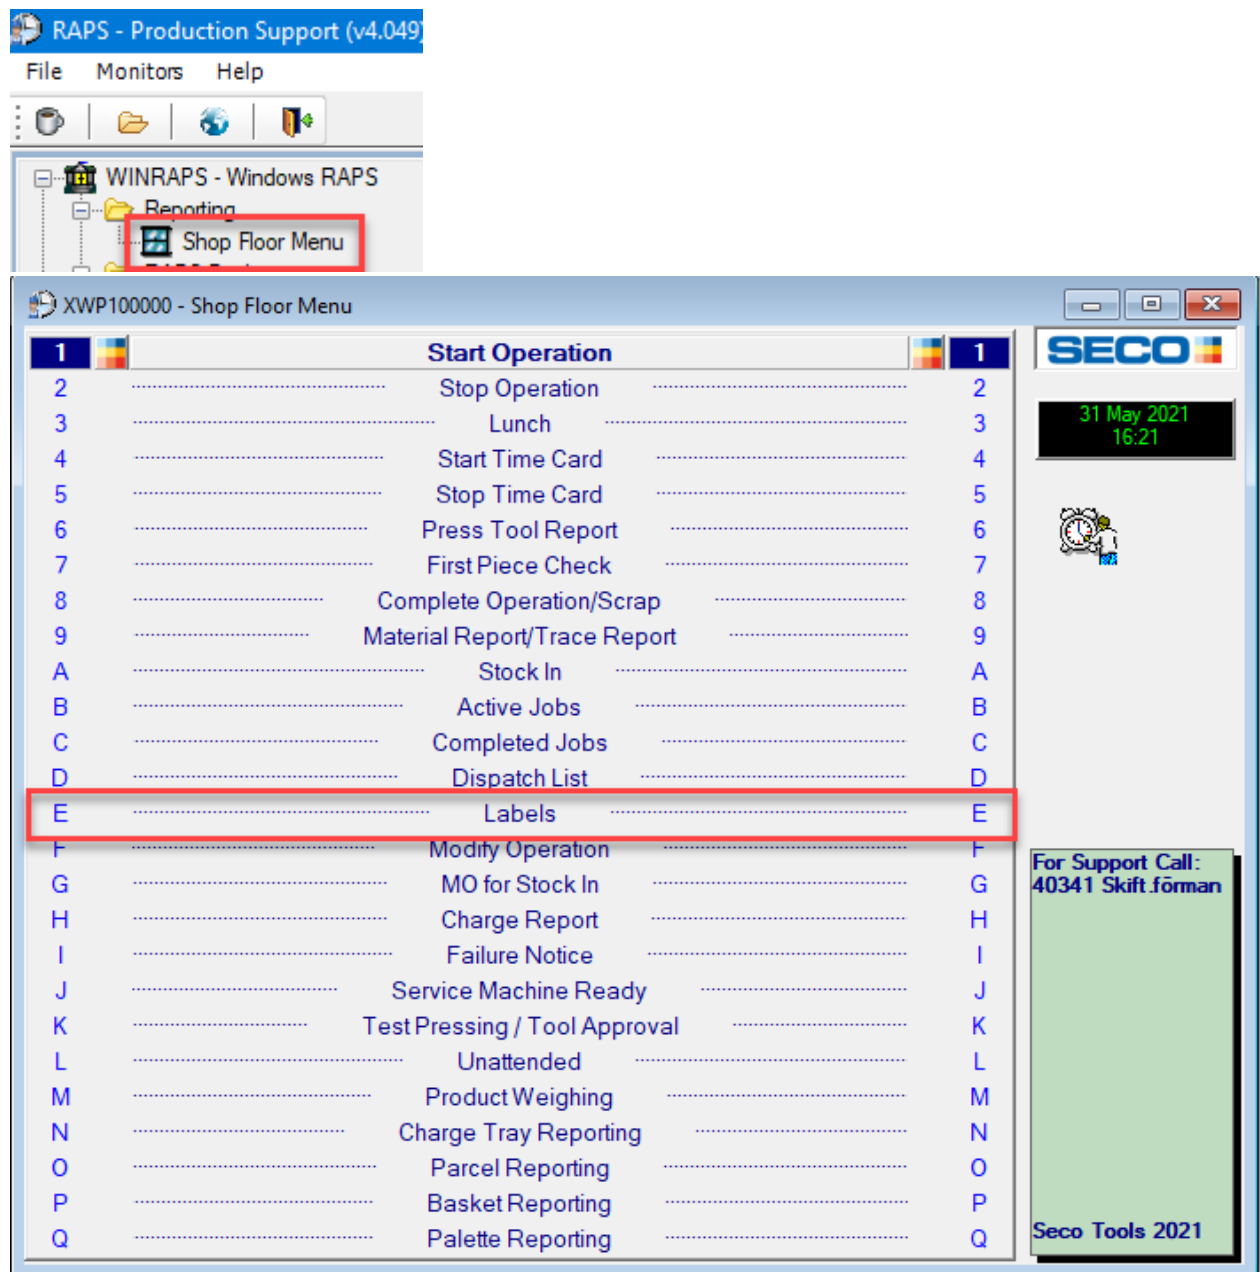 RAPS - Production Support (v4.049)
File Monitors Help
WINRAPS - Windows RAPS
Reporting
Shop Floor Menu
XWP100000 - Shop Floor Menu
1 Start Operation 1
2 Stop Operation 2
3 Lunch 3
4 Start Time Card 4
5 Stop Time Card 5
6 Press Tool Report 6
7 First Piece Check 7
8 Complete Operation/Scrap 8
9 Material Report/Trace Report 9
A Stock In A
B Active Jobs B
C Completed Jobs C
D Dispatch List D
E Labels E
F Modify Operation F
G MO for Stock In G
H Charge Report H
I Failure Notice I
J Service Machine Ready J
K Test Pressing / Tool Approval K
L Unattended L
M Product Weighing M
N Charge Tray Reporting N
O Parcel Reporting O
P Basket Reporting P
Q Palette Reporting Q
SECO
31 May 2021
16:21
For Support Call:
40341 Skift.förman
Seco Tools 2021